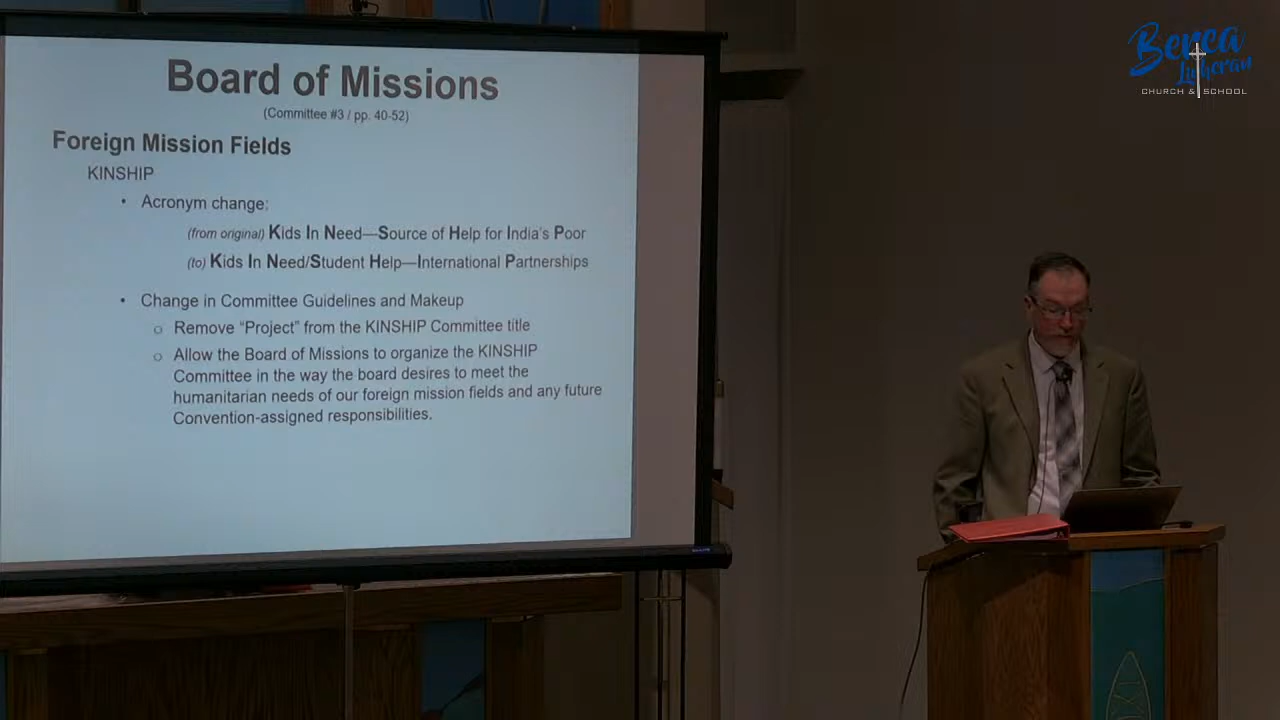 Board of Missions
(Committee #3 / pp. 40-52)
Foreign Mission Fields
KINSHIP
• Acronym change:
(from original) Kids In Need—Source of Help for India's Poor
(to) Kids In Need/Student Help—International Partnerships
• Change in Committee Guidelines and Makeup
o Remove "Project" from the KINSHIP Committee title
o Allow the Board of Missions to organize the KINSHIP
Committee in the way the board desires to meet the
humanitarian needs of our foreign mission fields and any future
Convention-assigned responsibilities.
Berea
Lutheran
CHURCH & SCHOOL